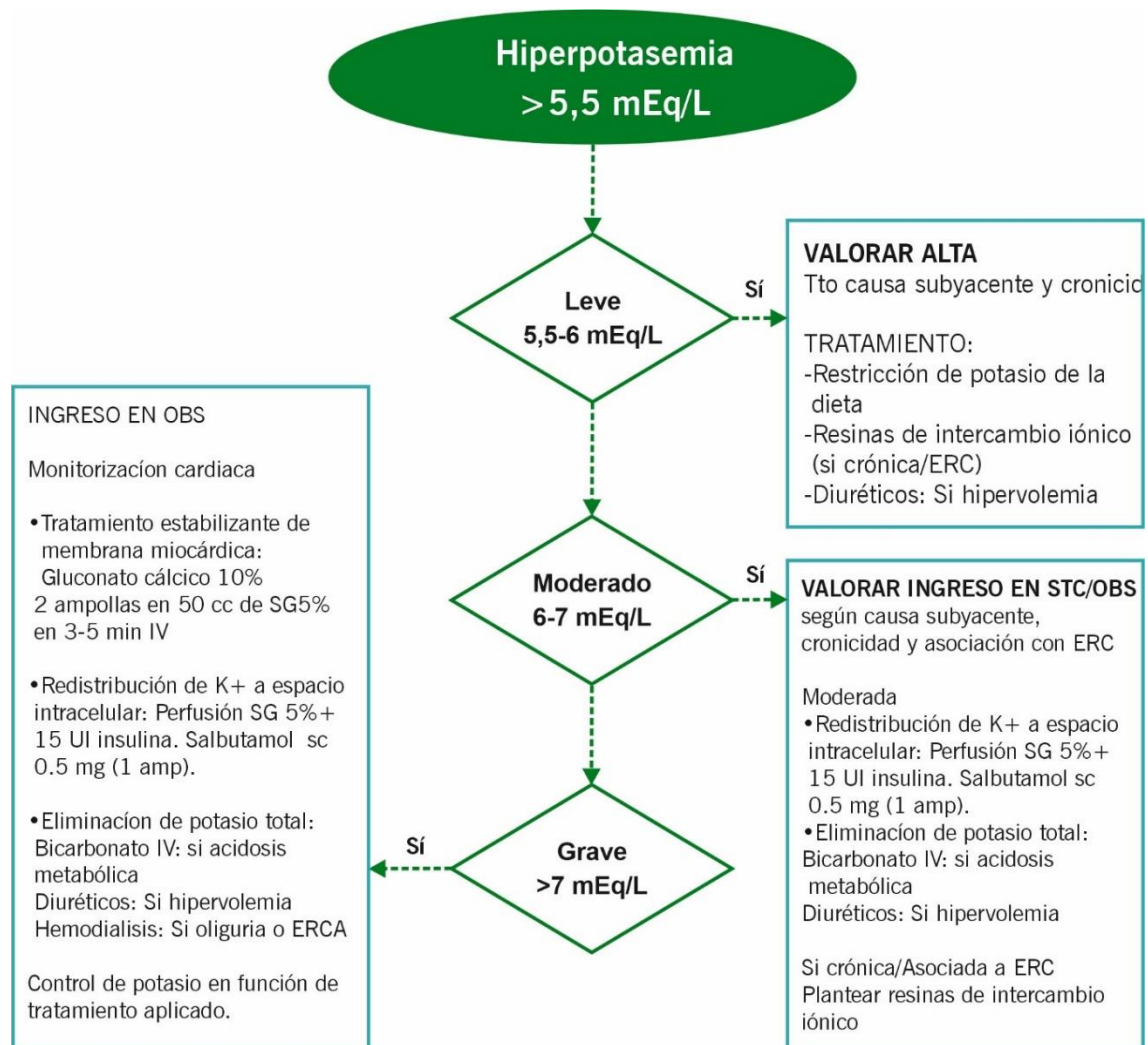 Hiperpotasemia
>5,5 mEq/L
Leve
5,5-6 mEq/L
Sí
VALORAR ALTA
Tto causa subyacente y cronicid
TRATAMIENTO:
-Restricción de potasio de la
dieta
-Resinas de intercambio iónico
(si crónica/ERC)
-Diuréticos: Si hipervolemia
Moderado
6-7 mEq/L
Sí
VALORAR INGRESO EN STC/OBS
según causa subyacente,
cronicidad y asociación con ERC
Moderada
•Redistribución de K+ a espacio
intracelular: Perfusión SG 5%+
15 UI insulina. Salbutamol sc
0.5 mg (1 amp).
•Eliminacíon de potasio total:
Bicarbonato IV: si acidosis
metabólica
Diuréticos: Si hipervolemia
Si crónica/Asociada a ERC
Plantear resinas de intercambio
iónico
Grave
>7 mEq/L
Sí
INGRESO EN OBS
Monitorizacíon cardiaca
•Tratamiento estabilizante de
membrana miocárdica:
Gluconato cálcico 10%
2 ampollas en 50 cc de SG5%
en 3-5 min IV
•Redistribución de K+ a espacio
intracelular: Perfusión SG 5%+
15 UI insulina. Salbutamol sc
0.5 mg (1 amp).
•Eliminacíon de potasio total:
Bicarbonato IV: si acidosis
metabólica
Diuréticos: Si hipervolemia
Hemodialisis: Si oliguria o ERCA
Control de potasio en función de
tratamiento aplicado.